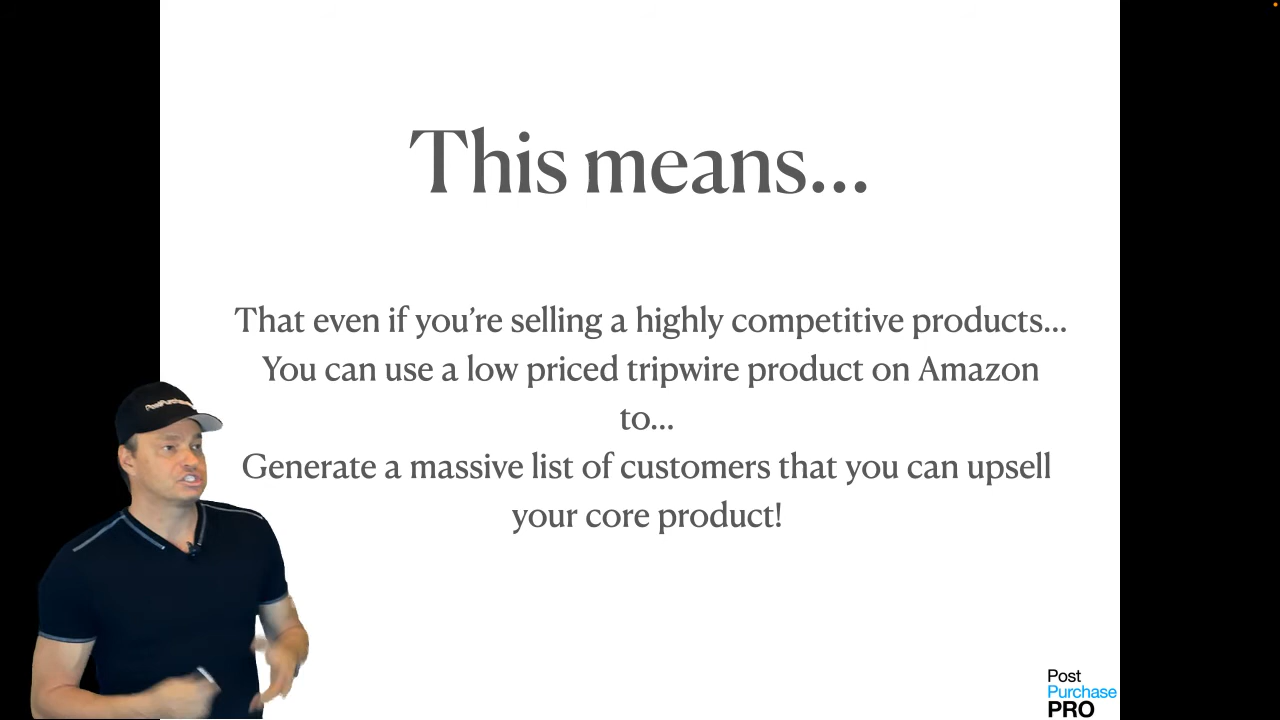 This means...
That even if you’re selling a highly competitive products...
You can use a low priced tripwire product on Amazon
to...
Generate a massive list of customers that you can upsell
your core product!
Post
Purchase
PRO